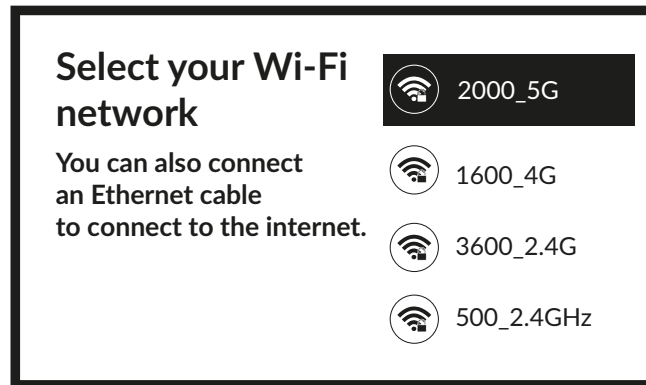 Select your Wi-Fi
network
You can also connect
an Ethernet cable
to connect to the internet.
2000_5G
1600_4G
3600_2.4G
500_2.4GHz